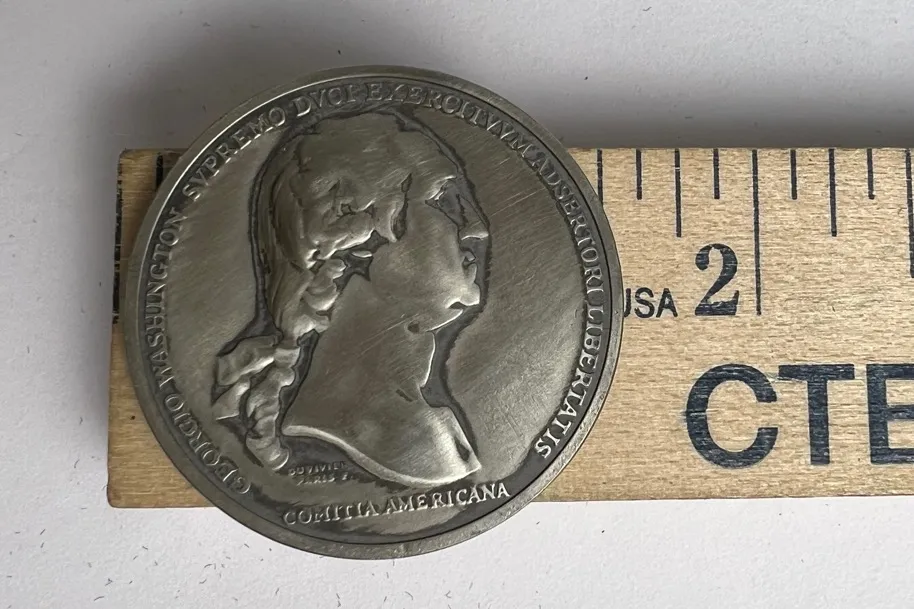 GEORGIO WASHINGTON SVPREMO DVCI EXERCITVVM ADSERTORI LIBERTATIS
COMITIA AMERICANA
DUVIVIER
PARIS F.
USA 2
CTE